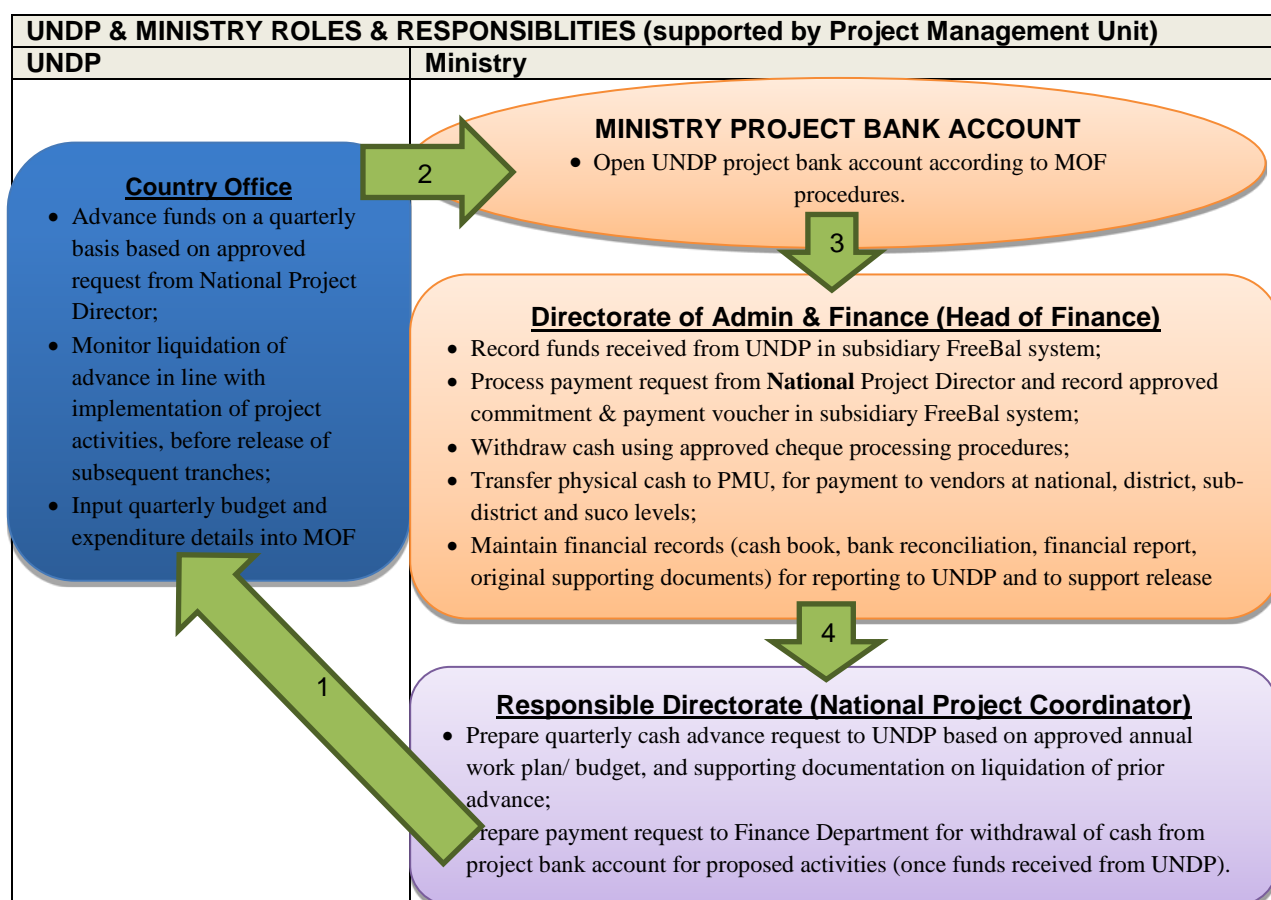 UNDP & MINISTRY ROLES & RESPONSIBLITIES (supported by Project Management Unit)
UNDP
Ministry
Country Office
• Advance funds on a quarterly
basis based on approved
request from National Project
Director;
• Monitor liquidation of
advance in line with
implementation of project
activities, before release of
subsequent tranches;
• Input quarterly budget and
expenditure details into MOF
2
MINISTRY PROJECT BANK ACCOUNT
• Open UNDP project bank account according to MOF
procedures.
3
Directorate of Admin & Finance (Head of Finance)
• Record funds received from UNDP in subsidiary FreeBal system;
• Process payment request from National Project Director and record approved
commitment & payment voucher in subsidiary FreeBal system;
• Withdraw cash using approved cheque processing procedures;
• Transfer physical cash to PMU, for payment to vendors at national, district, sub-
district and suco levels;
• Maintain financial records (cash book, bank reconciliation, financial report,
original supporting documents) for reporting to UNDP and to support release
4
1
Responsible Directorate (National Project Coordinator)
• Prepare quarterly cash advance request to UNDP based on approved annual
work plan/ budget, and supporting documentation on liquidation of prior
advance;
repare payment request to Finance Department for withdrawal of cash from
project bank account for proposed activities (once funds received from UNDP).